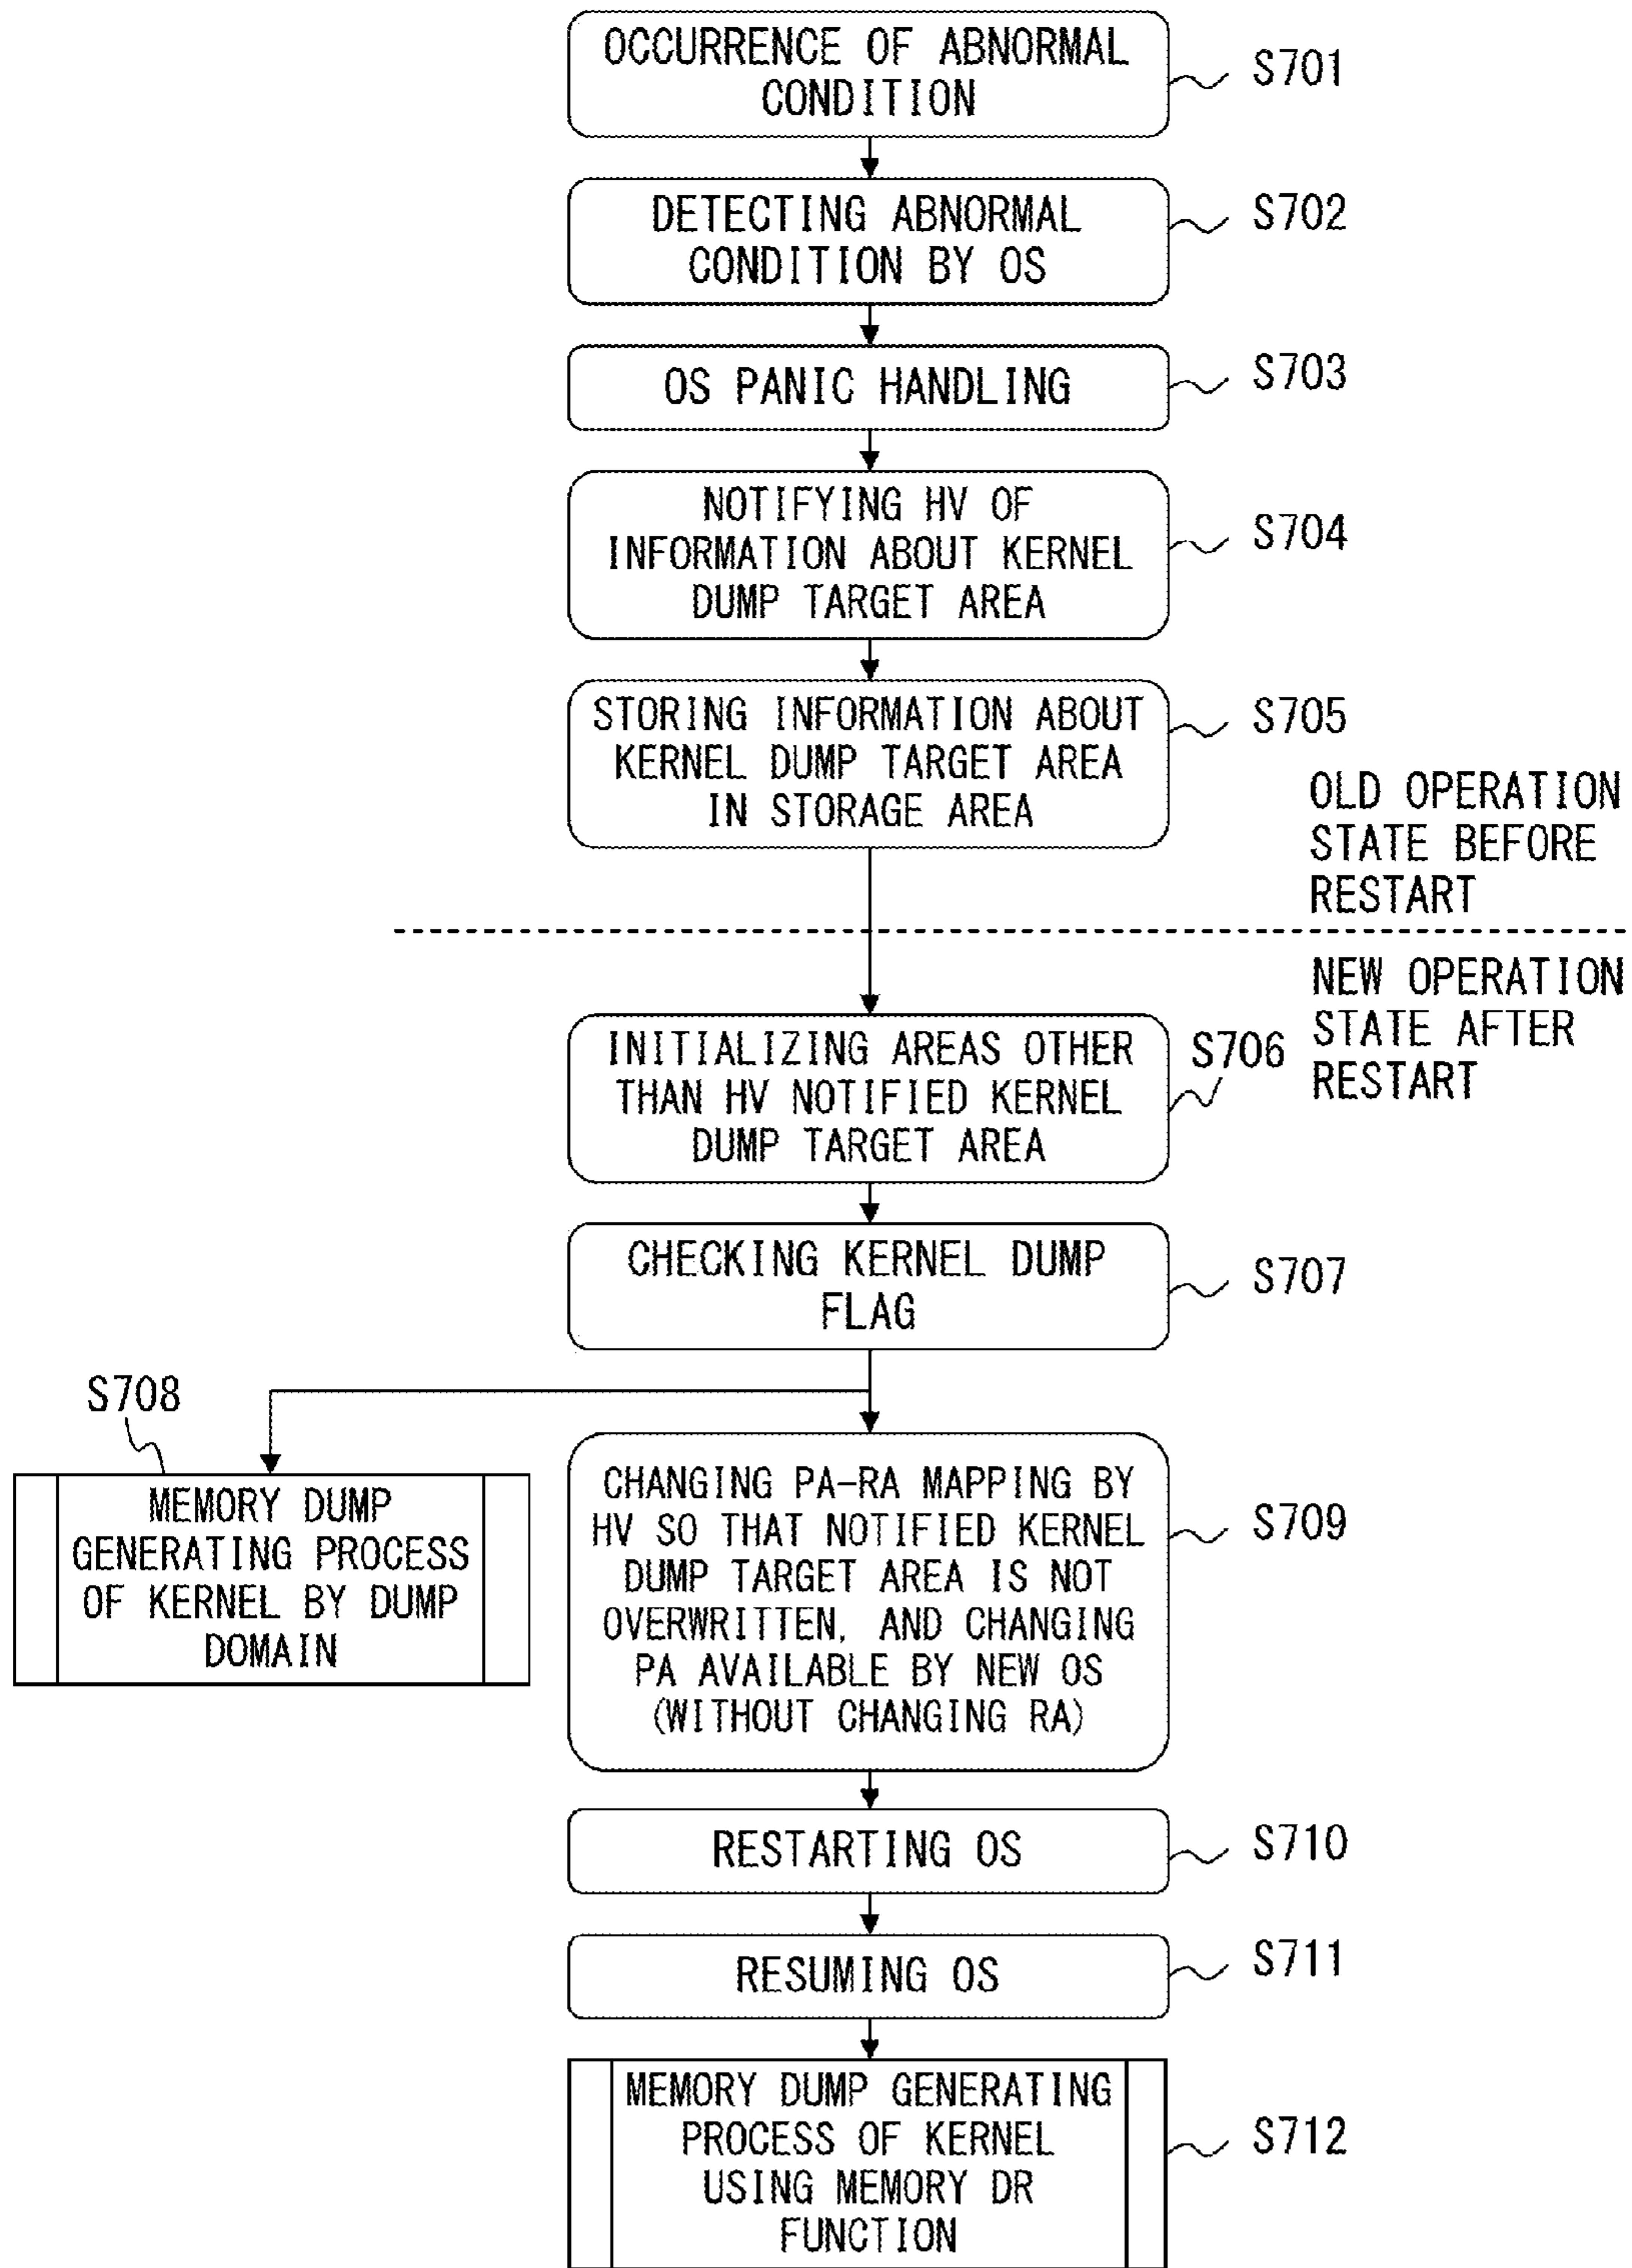 OCCURRENCE OF ABNORMAL
CONDITION
S701
DETECTING ABNORMAL
CONDITION BY OS
S702
OS PANIC HANDLING
S703
NOTIFYING HV OF
INFORMATION ABOUT KERNEL
DUMP TARGET AREA
S704
STORING INFORMATION ABOUT
KERNEL DUMP TARGET AREA
IN STORAGE AREA
S705
OLD OPERATION
STATE BEFORE
RESTART
NEW OPERATION
STATE AFTER
RESTART
INITIALIZING AREAS OTHER
THAN HV NOTIFIED KERNEL
DUMP TARGET AREA
S706
CHECKING KERNEL DUMP
FLAG
S707
S708
MEMORY DUMP
GENERATING PROCESS
OF KERNEL BY DUMP
DOMAIN
CHANGING PA-RA MAPPING BY
HV SO THAT NOTIFIED KERNEL
DUMP TARGET AREA IS NOT
OVERWRITTEN, AND CHANGING
PA AVAILABLE BY NEW OS
(WITHOUT CHANGING RA)
S709
RESTARTING OS
S710
RESUMING OS
S711
MEMORY DUMP GENERATING
PROCESS OF KERNEL
USING MEMORY DR
FUNCTION
S712